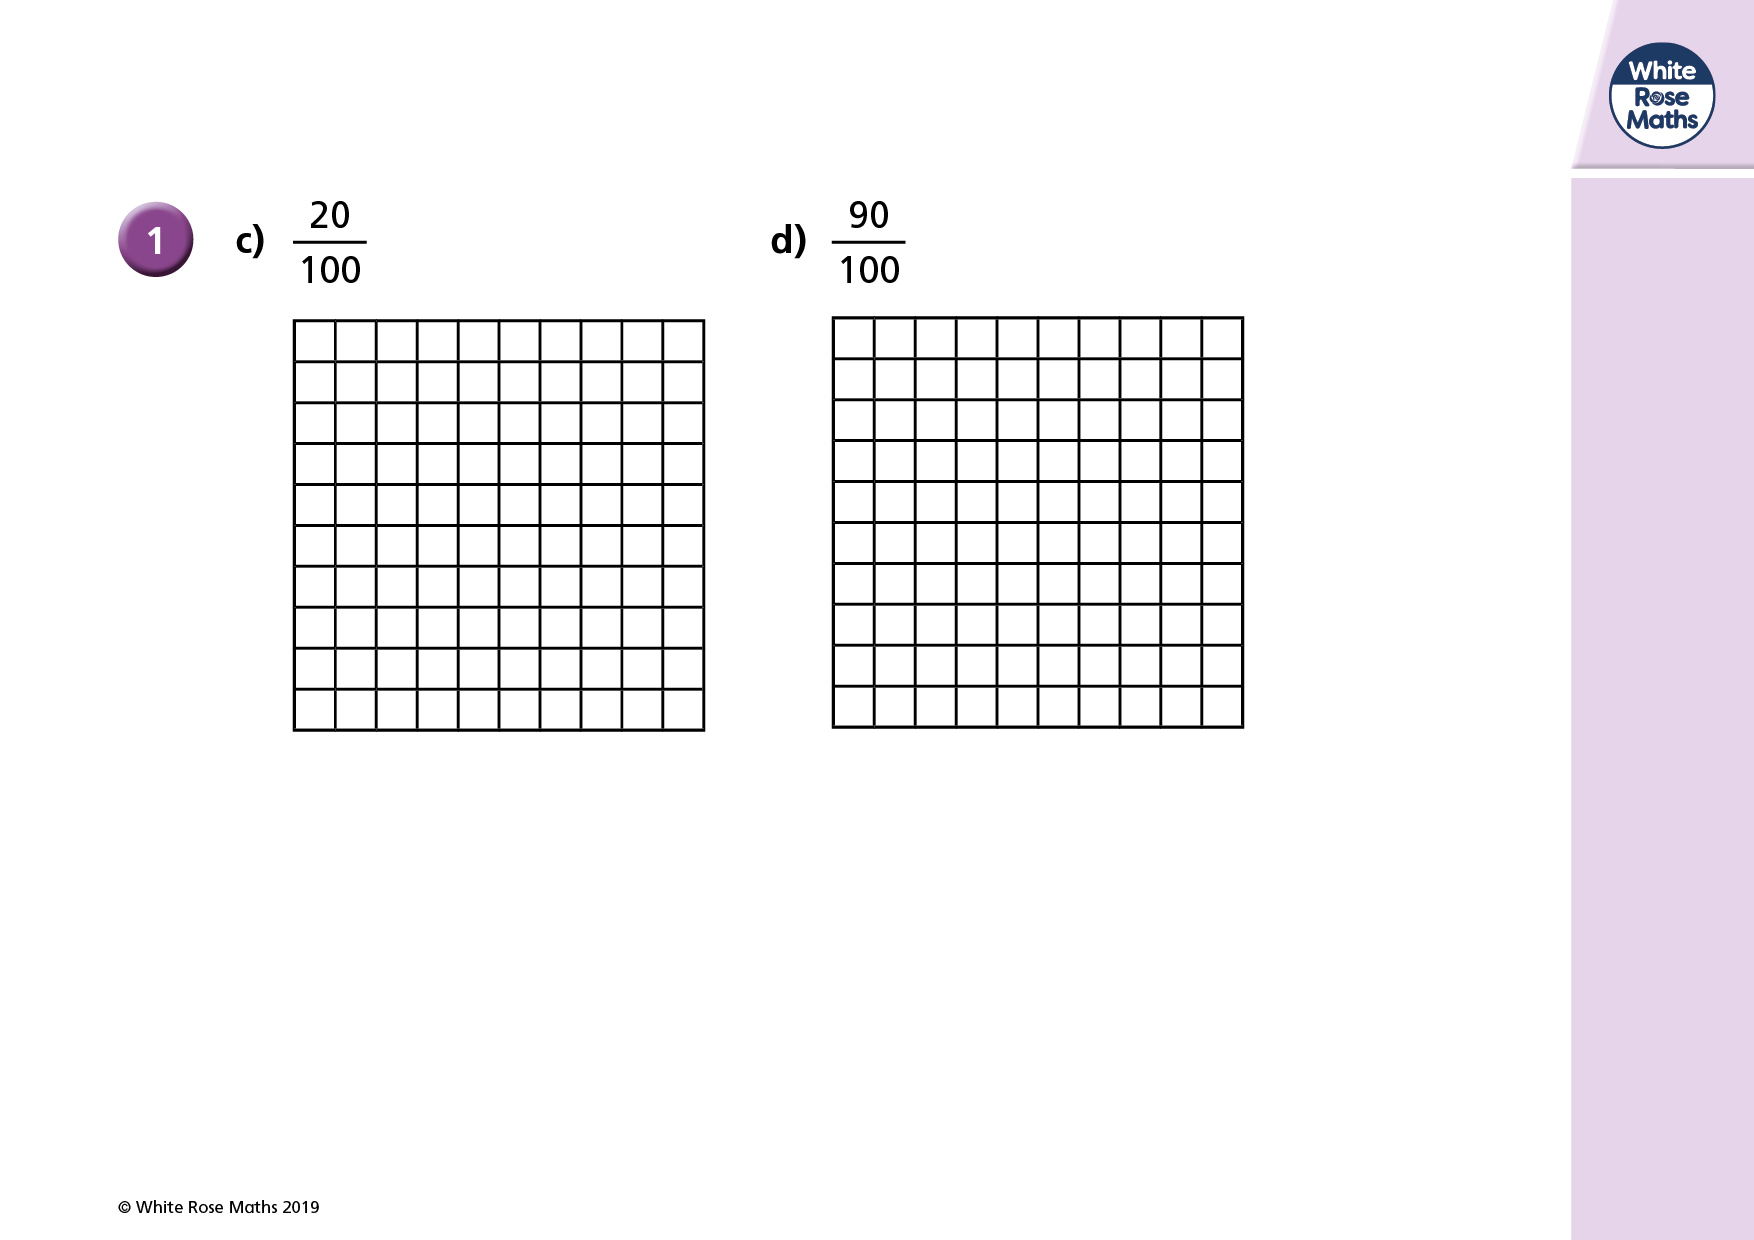 White
Rose
Maths
1
c)
20
100
d)
90
100
© White Rose Maths 2019